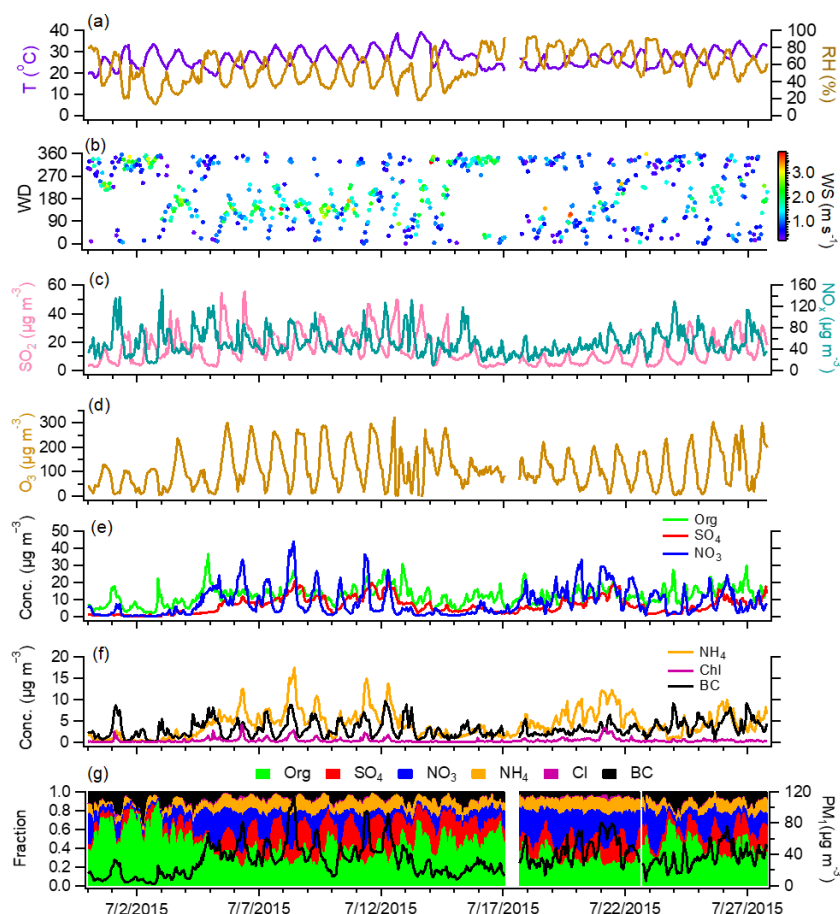 (a)
T (°C)
40
30
20
10
0
100
80
60
40
20
0
RH (%)
(b)
WD
360
270
180
90
0
3.0
2.0
1.0
WS (m s⁻¹)
(c)
SO₂ (µg m⁻³)
60
40
20
0
160
120
80
40
0
NOₓ (µg m⁻³)
(d)
O₃ (µg m⁻³)
300
200
100
0
(e)
Conc. (µg m⁻³)
50
40
30
20
10
0
Org
SO₄
NO₃
(f)
Conc. (µg m⁻³)
20
15
10
5
0
NH₄
Chl
BC
(g)
Org SO₄ NO₃ NH₄ Cl BC
Fraction
1.0
0.8
0.6
0.4
0.2
0.0
120
80
40
0
PM₁ (µg m⁻³)
7/2/2015 7/7/2015 7/12/2015 7/17/2015 7/22/2015 7/27/2015